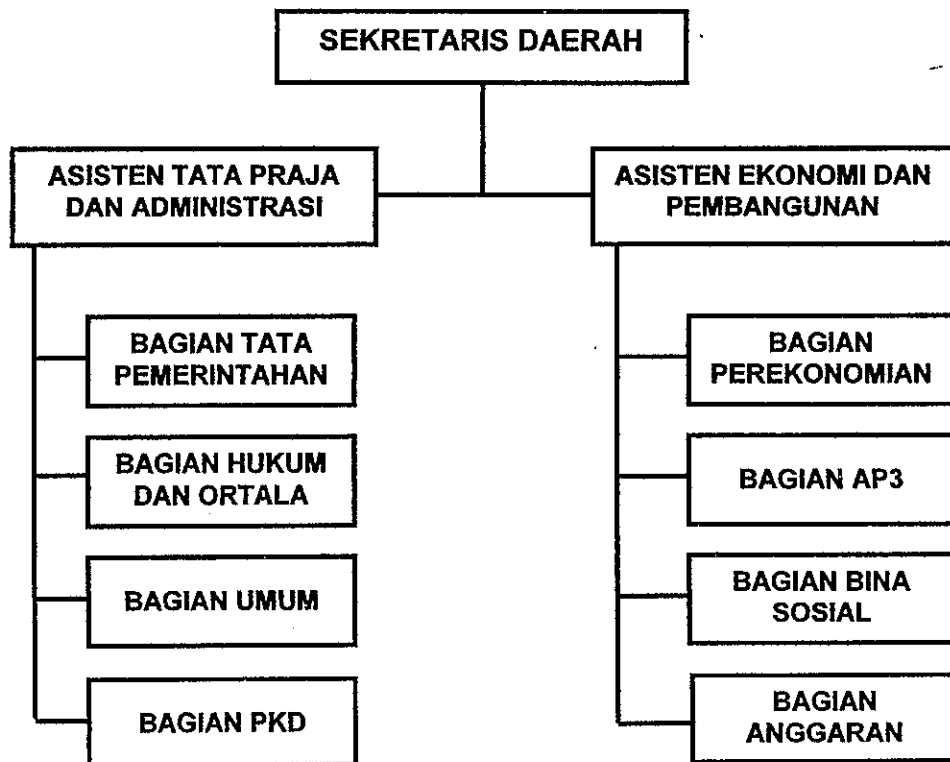 SEKRETARIS DAERAH
ASISTEN TATA PRAJA
DAN ADMINISTRASI
BAGIAN TATA
PEMERINTAHAN
BAGIAN HUKUM
DAN ORTALA
BAGIAN UMUM
BAGIAN PKD
ASISTEN EKONOMI DAN
PEMBANGUNAN
BAGIAN
PEREKONOMIAN
BAGIAN AP3
BAGIAN BINA
SOSIAL
BAGIAN
ANGGARAN